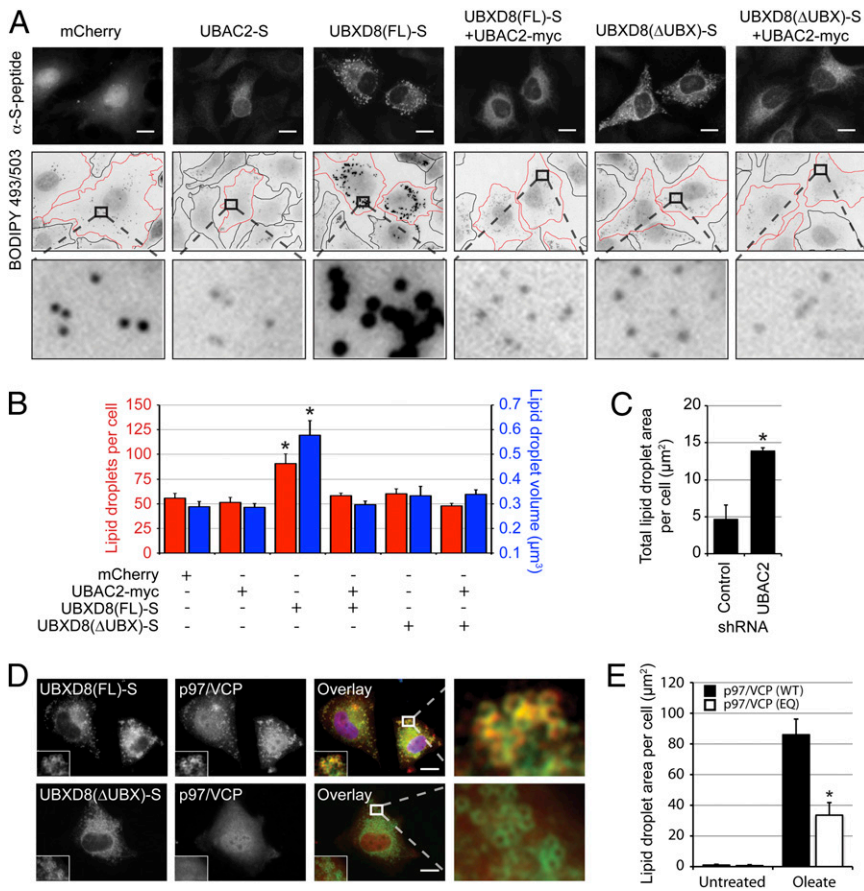 A
mCherry
UBAC2-S
UBXD8(FL)-S
UBXD8(FL)-S
+UBAC2-myc
UBXD8(ΔUBX)-S
UBXD8(ΔUBX)-S
+UBAC2-myc
α-S-peptide
BODIPY 493/503
B
Lipid droplets per cell
150
125
100
75
50
25
0
* *
0.7
0.6
0.5
0.4
0.3
0.2
0.1
Lipid droplet volume (µm³)
mCherry + - - - - -
UBAC2-myc - + - + - +
UBXD8(FL)-S - - + + - -
UBXD8(ΔUBX)-S - - - - + +
C
Total lipid droplet area
per cell (µm²)
20
15
10
5
0
*
Control
UBAC2
shRNA
D
UBXD8(FL)-S
p97/VCP
Overlay
UBXD8(ΔUBX)-S
p97/VCP
Overlay
E
Lipid droplet area per cell (µm²)
120
100
80
60
40
20
0
p97/VCP (WT)
p97/VCP (EQ)
*
Untreated
Oleate